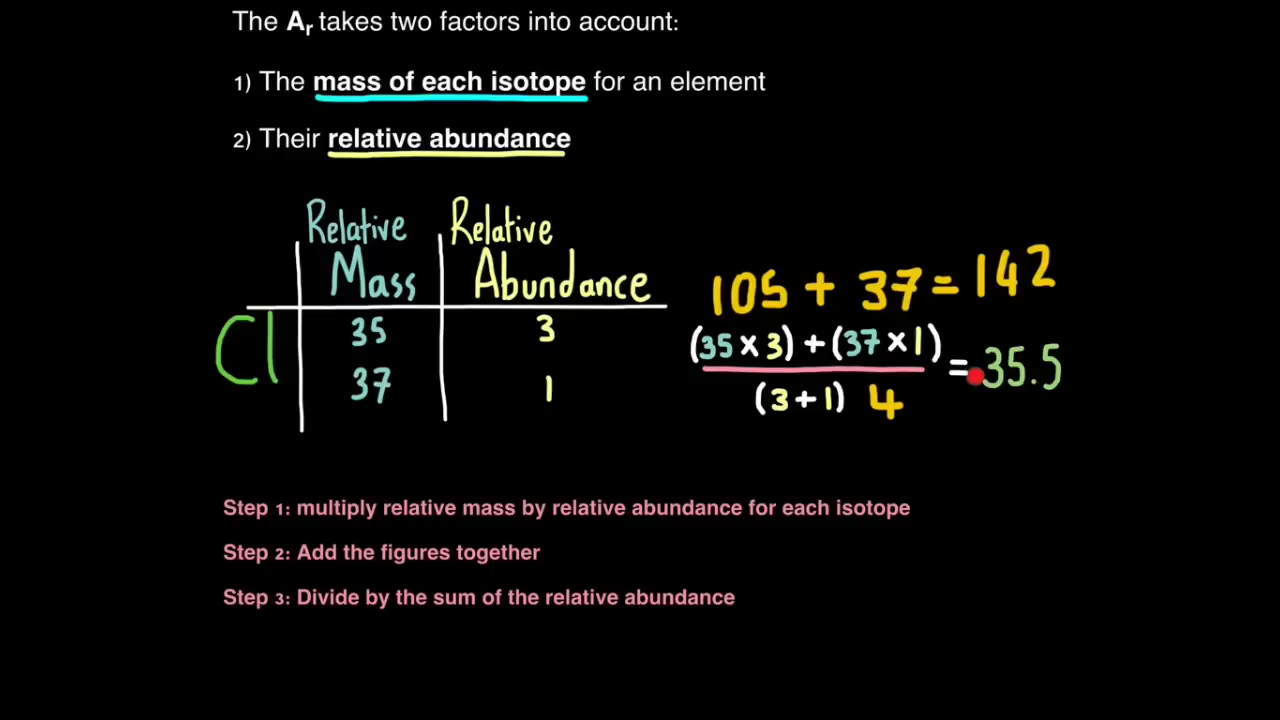 The Ar takes two factors into account:
1) The mass of each isotope for an element
2) Their relative abundance
Relative Mass
Relative Abundance
Cl
35 3
37 1
105 + 37 = 142
(35 x 3) + (37 x 1)
(3 + 1) 4
= 35.5
Step 1: multiply relative mass by relative abundance for each isotope
Step 2: Add the figures together
Step 3: Divide by the sum of the relative abundance